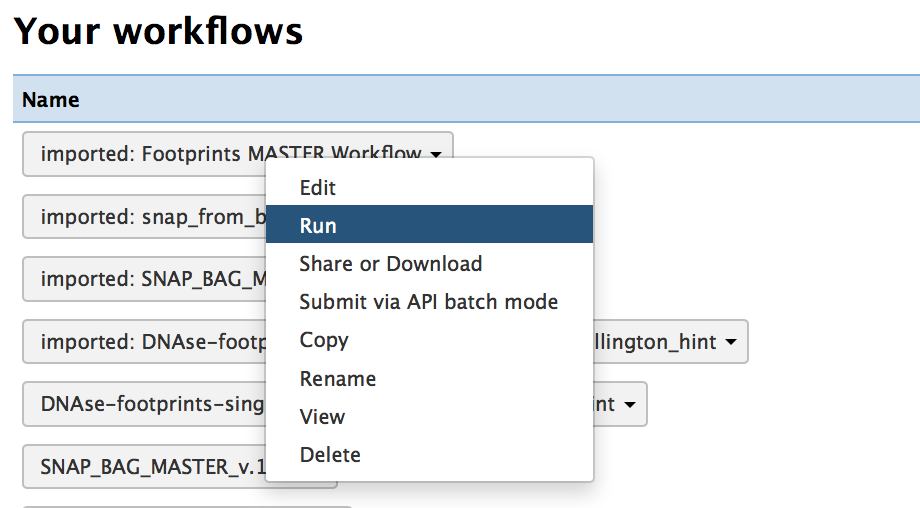 Your workflows
Name
imported: Footprints MASTER Workflow
Edit
Run
Share or Download
Submit via API batch mode
Copy
Rename
View
Delete
imported: snap_from_b
imported: SNAP_BAG_M
imported: DNAse-footp llington_hint
DNAse-footprints-sing int
SNAP_BAG_MASTER_v.1